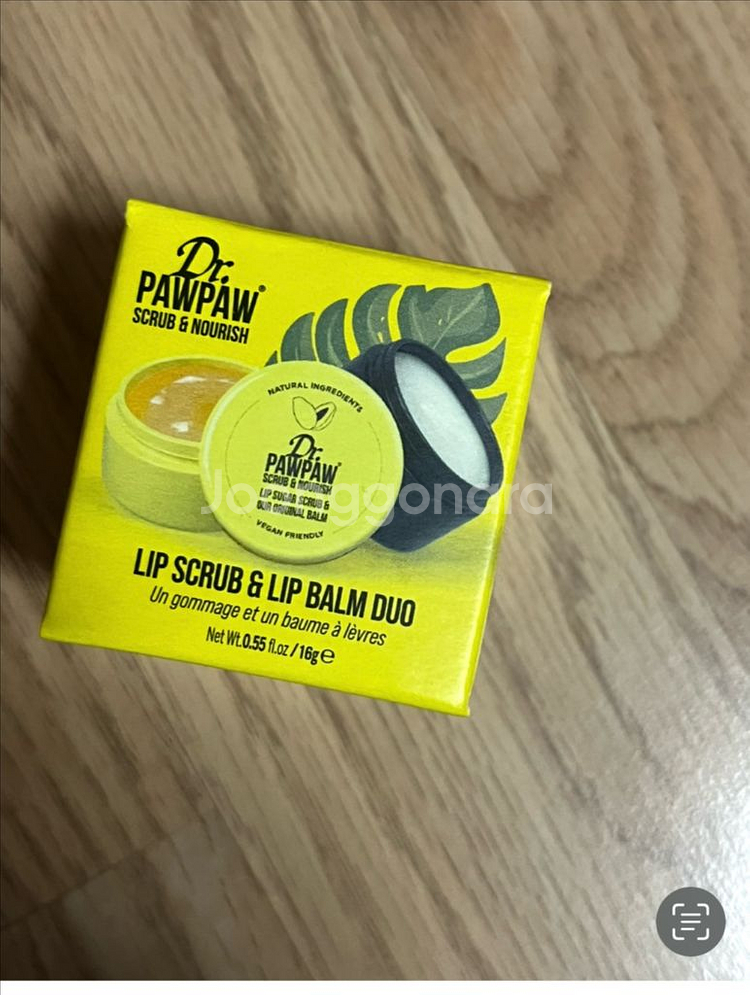 Dr.
PAWPAW®
SCRUB & NOURISH
NATURAL INGREDIENTS
Dr.
PAWPAW®
SCRUB & NOURISH
LIP SUGAR SCRUB &
OUR ORIGINAL BALM
VEGAN FRIENDLY
Joonggonara
LIP SCRUB & LIP BALM DUO
Un gommage et un baume à lèvres
Net Wt.0.55 fl.oz / 16g ℮